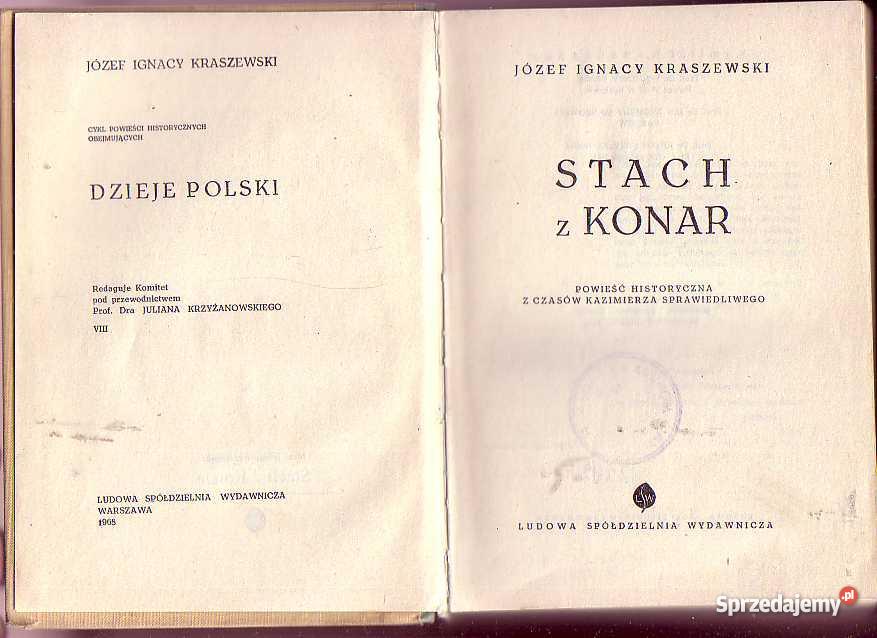 JÓZEF IGNACY KRASZEWSKI
CYKL POWIEŚCI HISTORYCZNYCH
OBEJMUJĄCYCH
DZIEJE POLSKI
Redaguje Komitet
pod przewodnictwem
Prof. Dra JULIANA KRZYŻANOWSKIEGO
VIII
LUDOWA SPÓŁDZIELNIA WYDAWNICZA
WARSZAWA
1968
JÓZEF IGNACY KRASZEWSKI
STACH
z KONAR
POWIEŚĆ HISTORYCZNA
Z CZASÓW KAZIMIERZA SPRAWIEDLIWEGO
LSW
LUDOWA SPÓŁDZIELNIA WYDAWNICZA
Sprzedajemy.pl